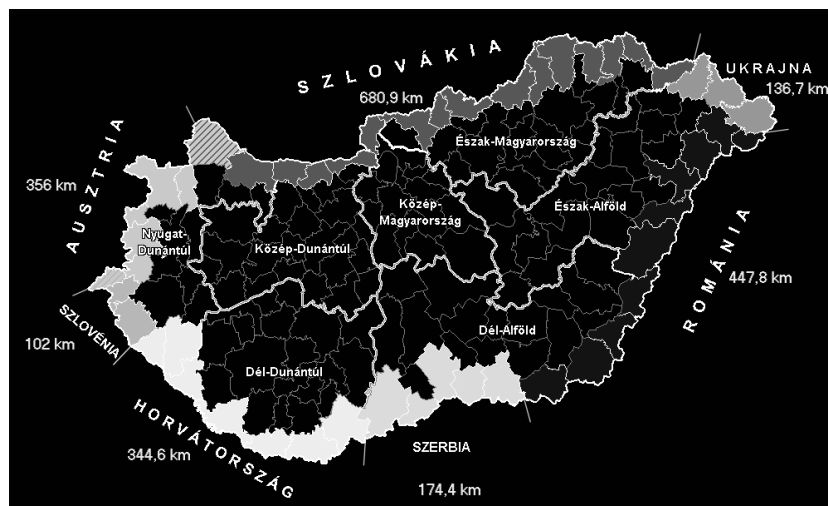 SZLOVÁKIA
680,9 km
UKRAJNA
136,7 km
AUSZTRIA
356 km
Észak-Magyarország
Közép-
Magyarország
Észak-Alföld
Nyugat-
Dunántúl
Közép-Dunántúl
ROMÁNIA
447,8 km
SZLOVÉNIA
102 km
Dél-Alföld
Dél-Dunántúl
HORVÁTORSZÁG
344,6 km
SZERBIA
174,4 km